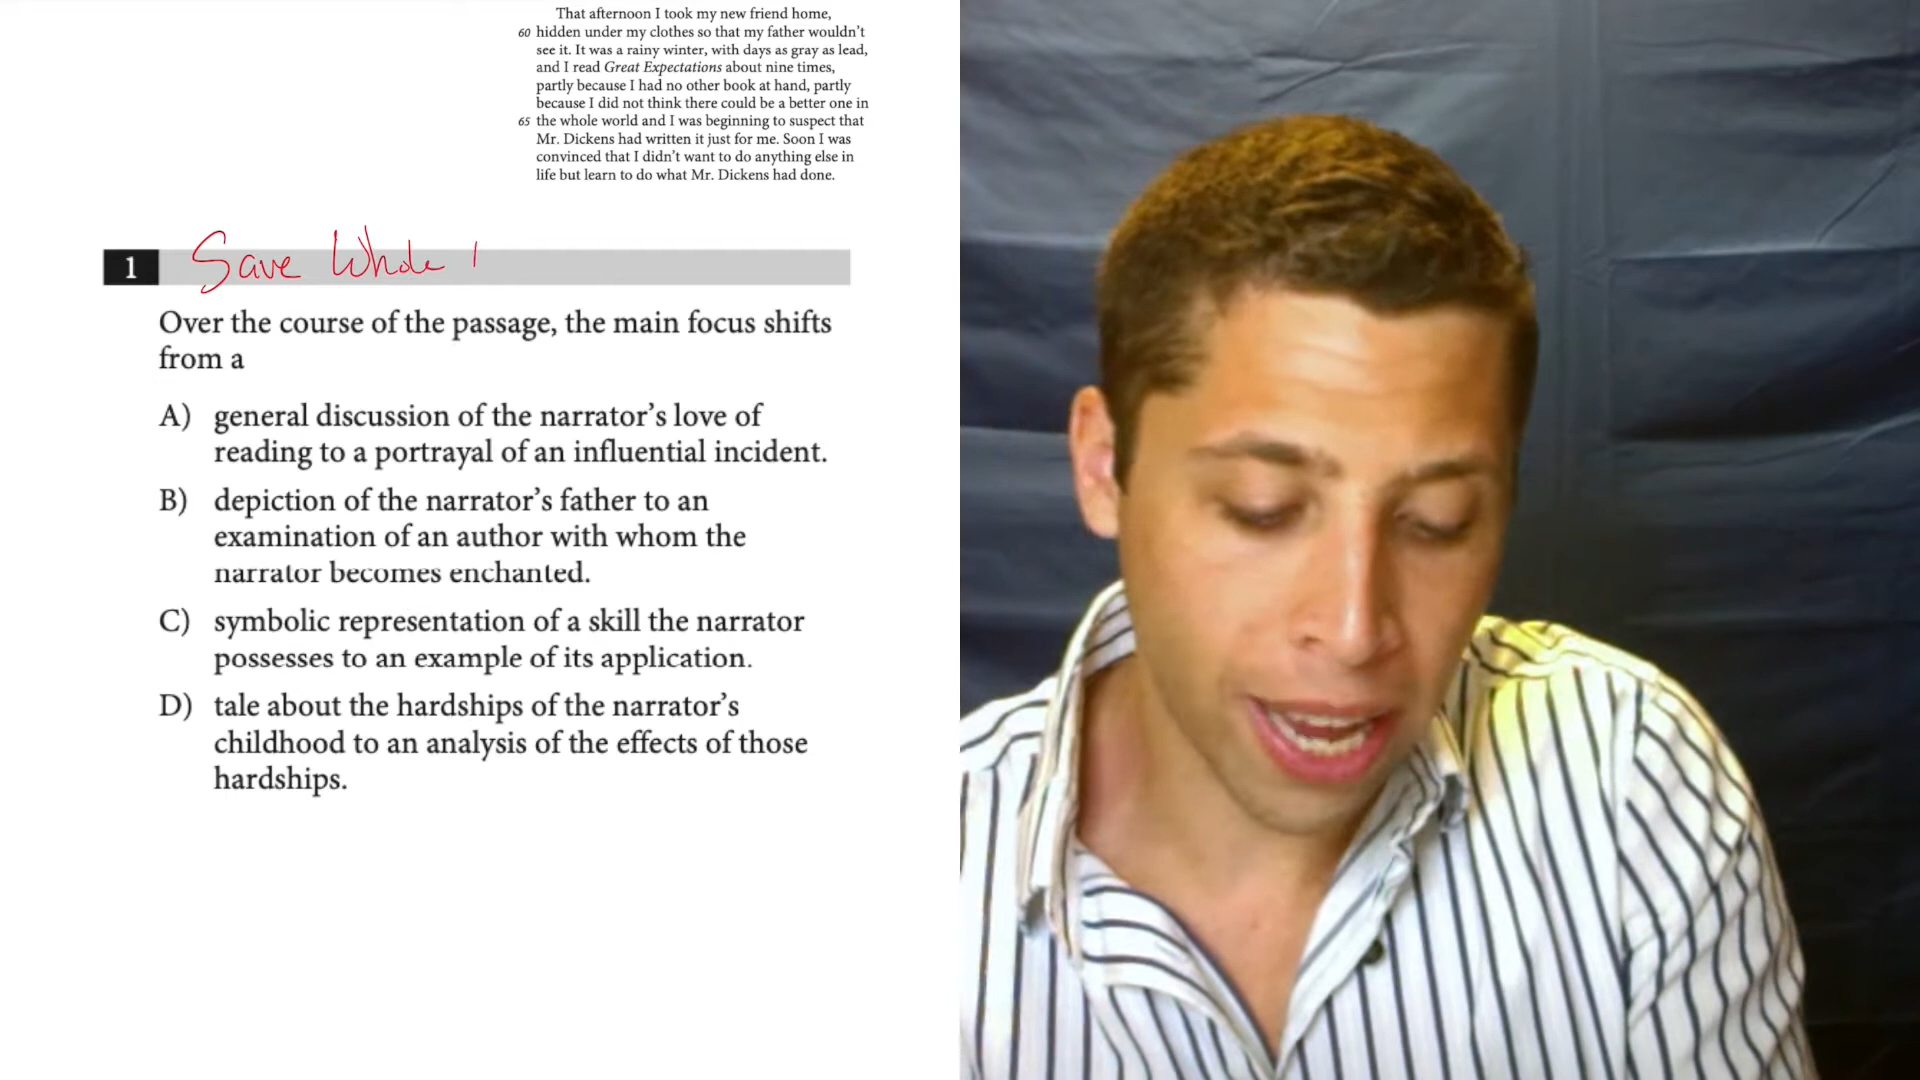 That afternoon I took my new friend home,
60 hidden under my clothes so that my father wouldn't
see it. It was a rainy winter, with days as gray as lead,
and I read Great Expectations about nine times,
partly because I had no other book at hand, partly
because I did not think there could be a better one in
65 the whole world and I was beginning to suspect that
Mr. Dickens had written it just for me. Soon I was
convinced that I didn't want to do anything else in
life but learn to do what Mr. Dickens had done.
1 Save Whole
Over the course of the passage, the main focus shifts
from a
A) general discussion of the narrator's love of
reading to a portrayal of an influential incident.
B) depiction of the narrator's father to an
examination of an author with whom the
narrator becomes enchanted.
C) symbolic representation of a skill the narrator
possesses to an example of its application.
D) tale about the hardships of the narrator's
childhood to an analysis of the effects of those
hardships.